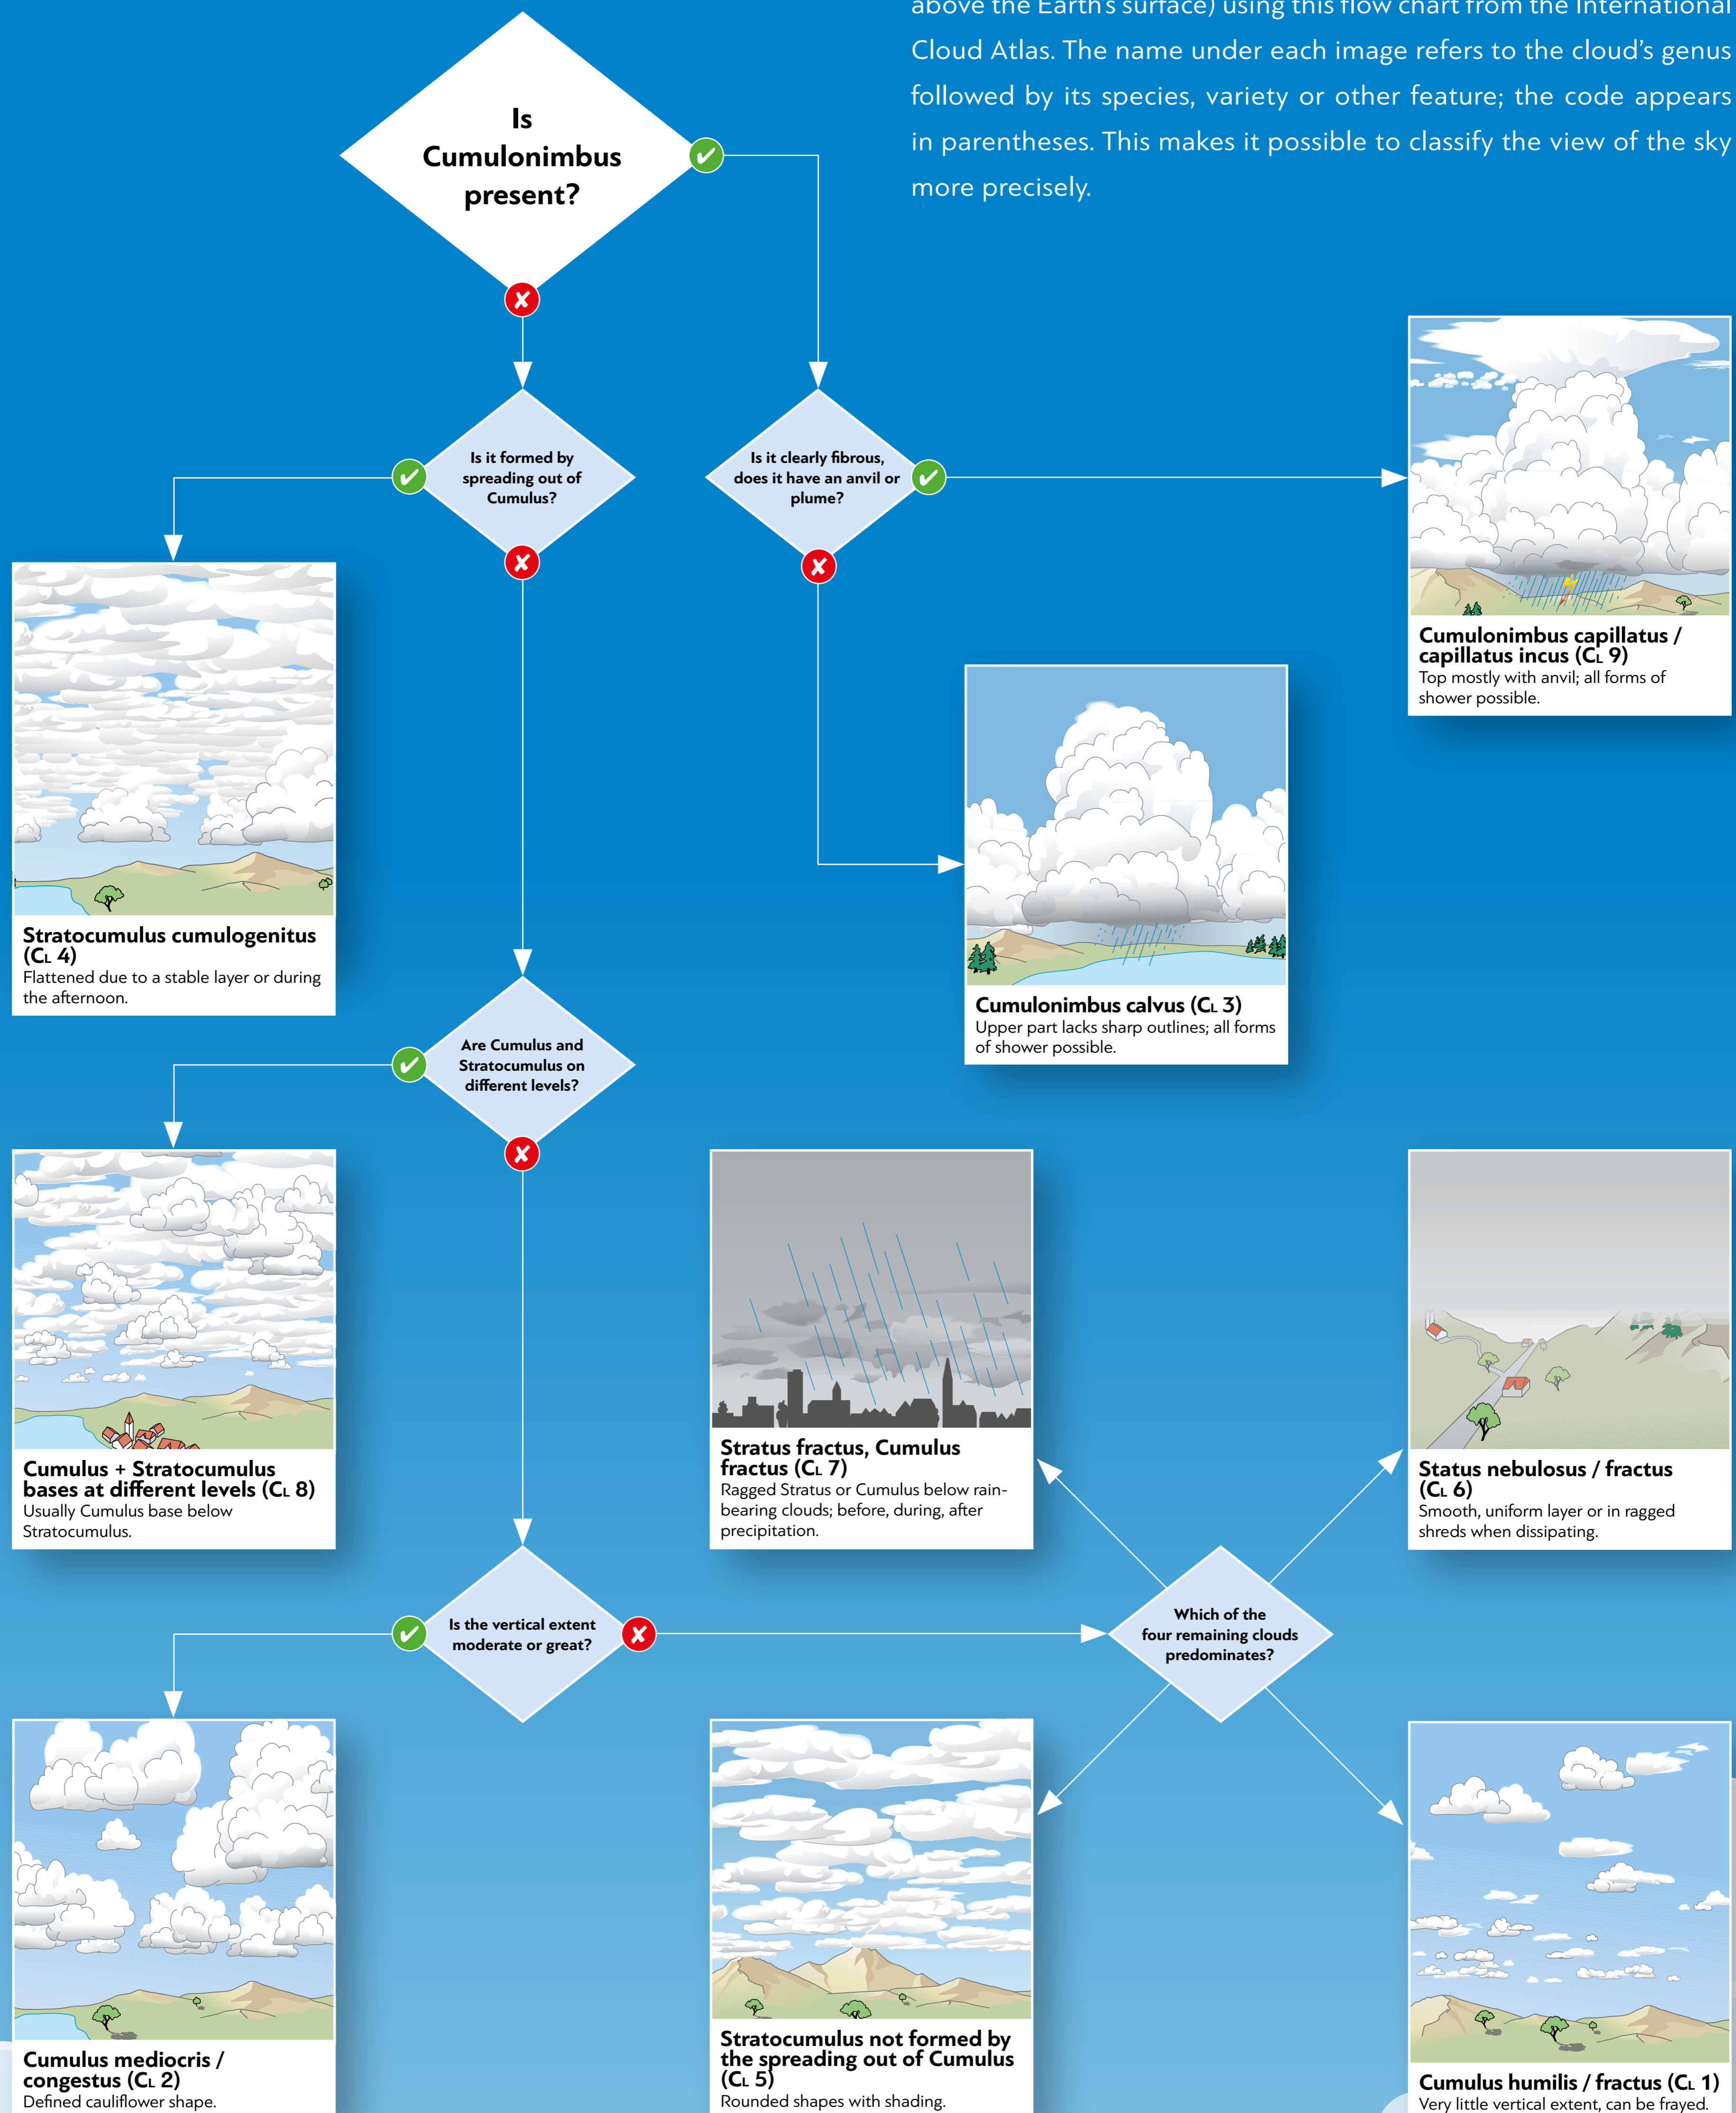 above the Earth's surface) using this flow chart from the International
Cloud Atlas. The name under each image refers to the cloud's genus
followed by its species, variety or other feature; the code appears
in parentheses. This makes it possible to classify the view of the sky
more precisely.
Is
Cumulonimbus
present?
Is it formed by
spreading out of
Cumulus?
Is it clearly fibrous,
does it have an anvil or
plume?
Cumulonimbus capillatus /
capillatus incus (CL 9)
Top mostly with anvil; all forms of
shower possible.
Stratocumulus cumulogenitus
(CL 4)
Flattened due to a stable layer or during
the afternoon.
Cumulonimbus calvus (CL 3)
Upper part lacks sharp outlines; all forms
of shower possible.
Are Cumulus and
Stratocumulus on
different levels?
Cumulus + Stratocumulus
bases at different levels (CL 8)
Usually Cumulus base below
Stratocumulus.
Stratus fractus, Cumulus
fractus (CL 7)
Ragged Stratus or Cumulus below rain-
bearing clouds; before, during, after
precipitation.
Status nebulosus / fractus
(CL 6)
Smooth, uniform layer or in ragged
shreds when dissipating.
Is the vertical extent
moderate or great?
Which of the
four remaining clouds
predominates?
Cumulus mediocris /
congestus (CL 2)
Defined cauliflower shape.
Stratocumulus not formed by
the spreading out of Cumulus
(CL 5)
Rounded shapes with shading.
Cumulus humilis / fractus (CL 1)
Very little vertical extent, can be frayed.